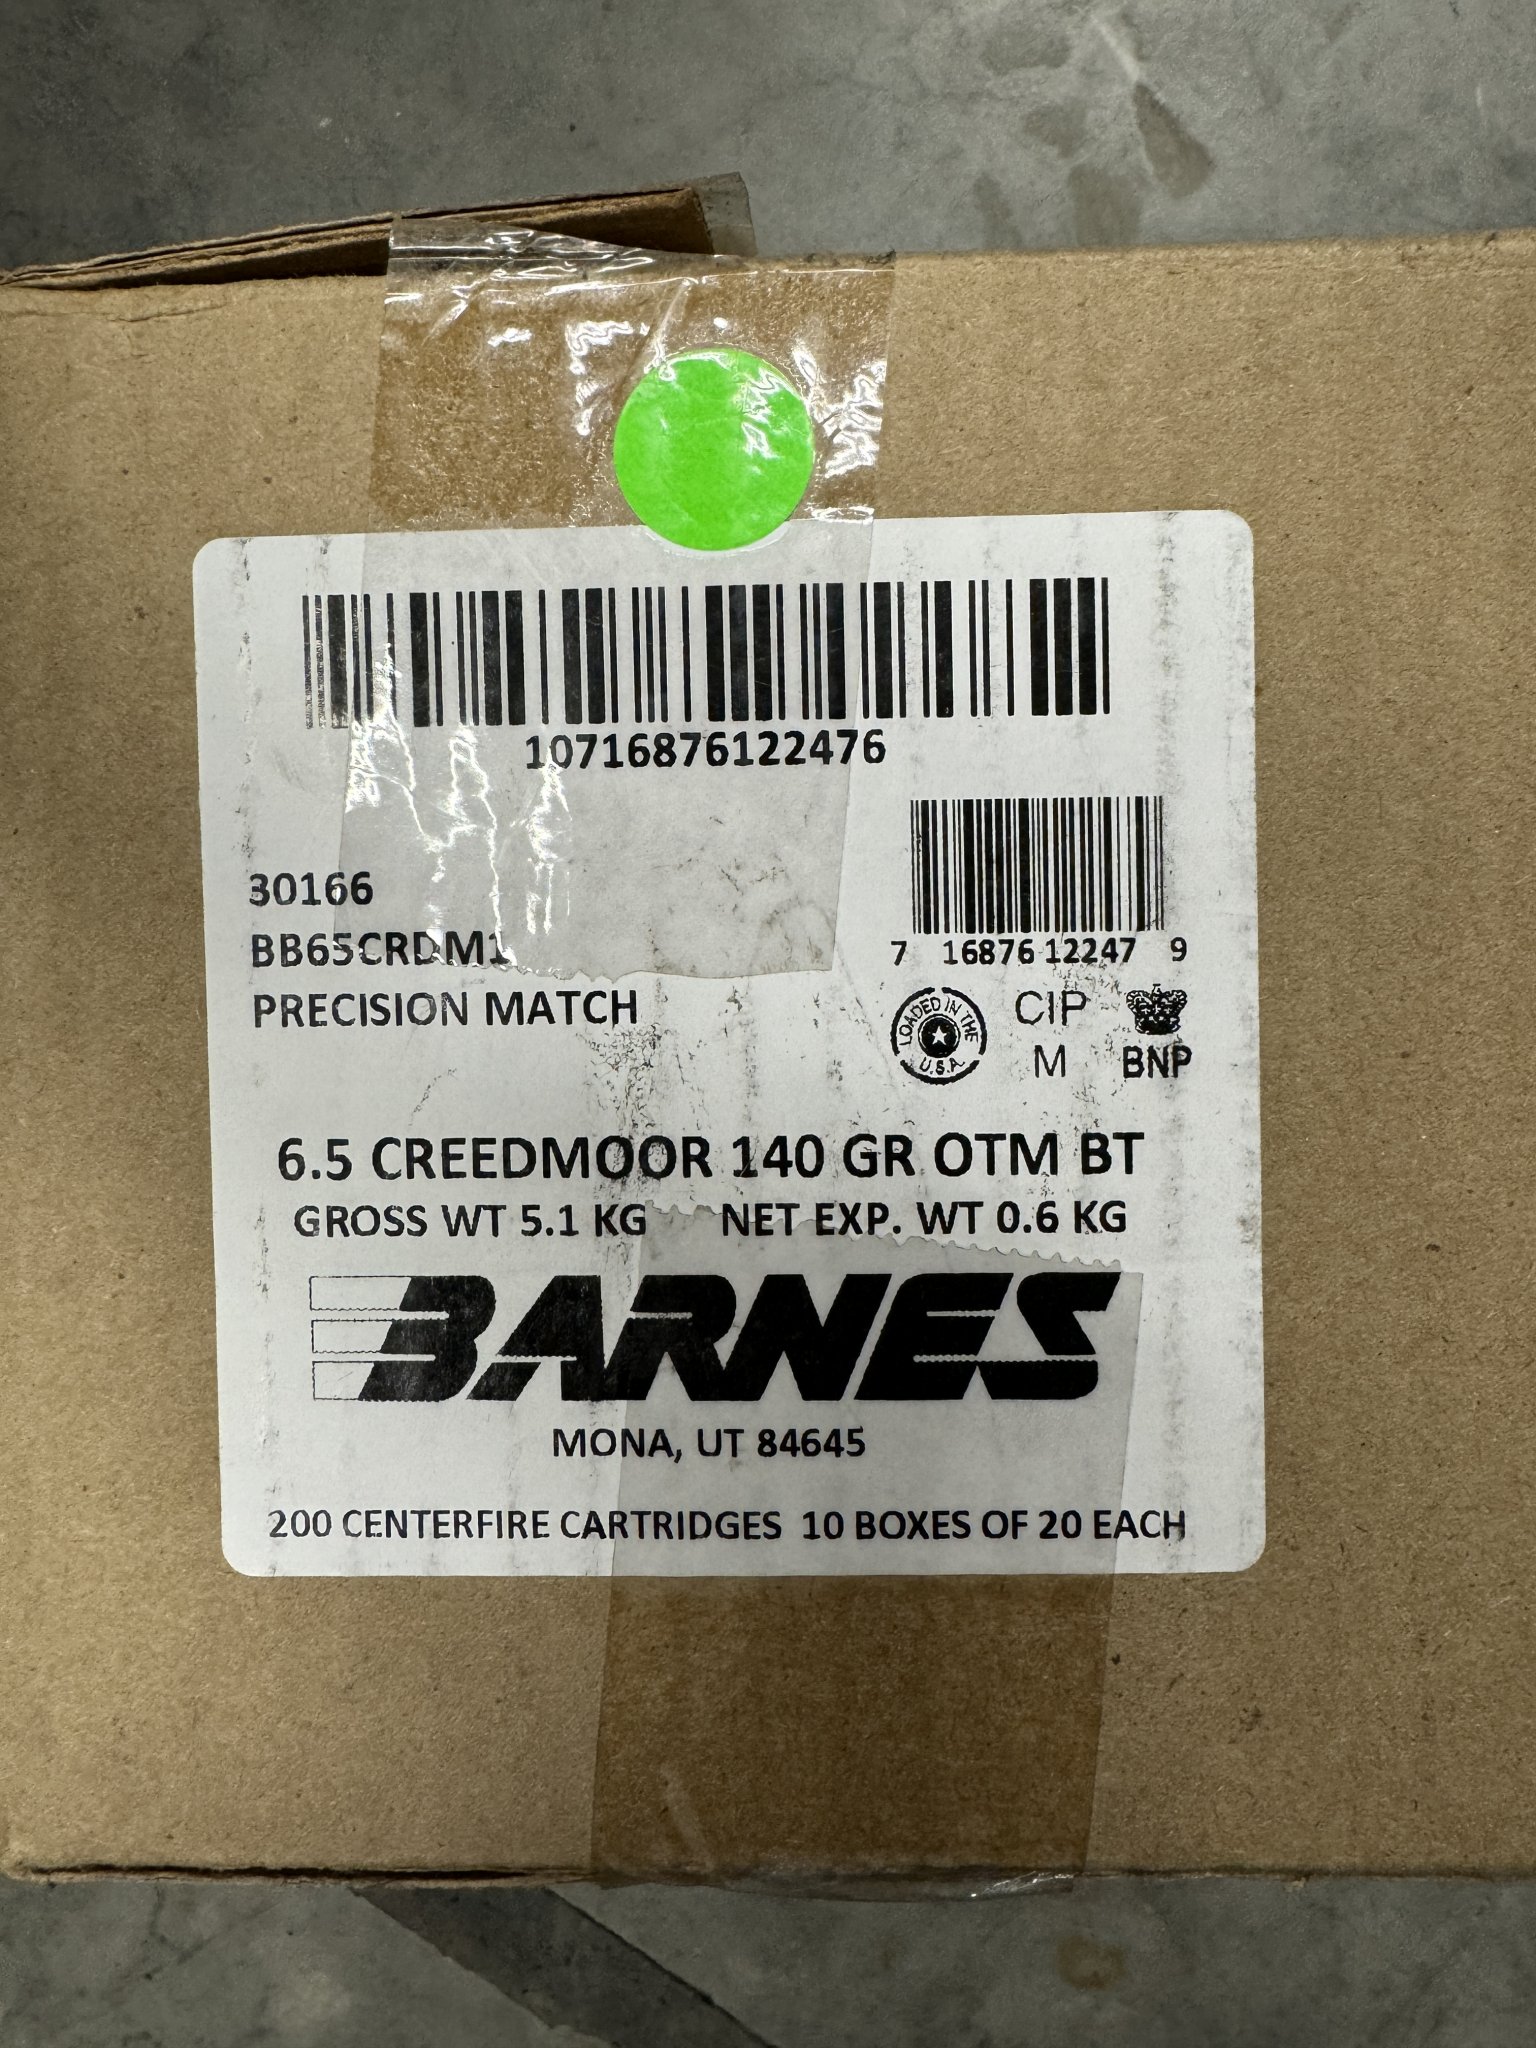 10716876122476
30166
BB65CRDM1
PRECISION MATCH
7 16876 12247 9
LOADED IN THE U.S.A.
CIP
M
BNP
6.5 CREEDMOOR 140 GR OTM BT
GROSS WT 5.1 KG NET EXP. WT 0.6 KG
BARNES
MONA, UT 84645
200 CENTERFIRE CARTRIDGES 10 BOXES OF 20 EACH